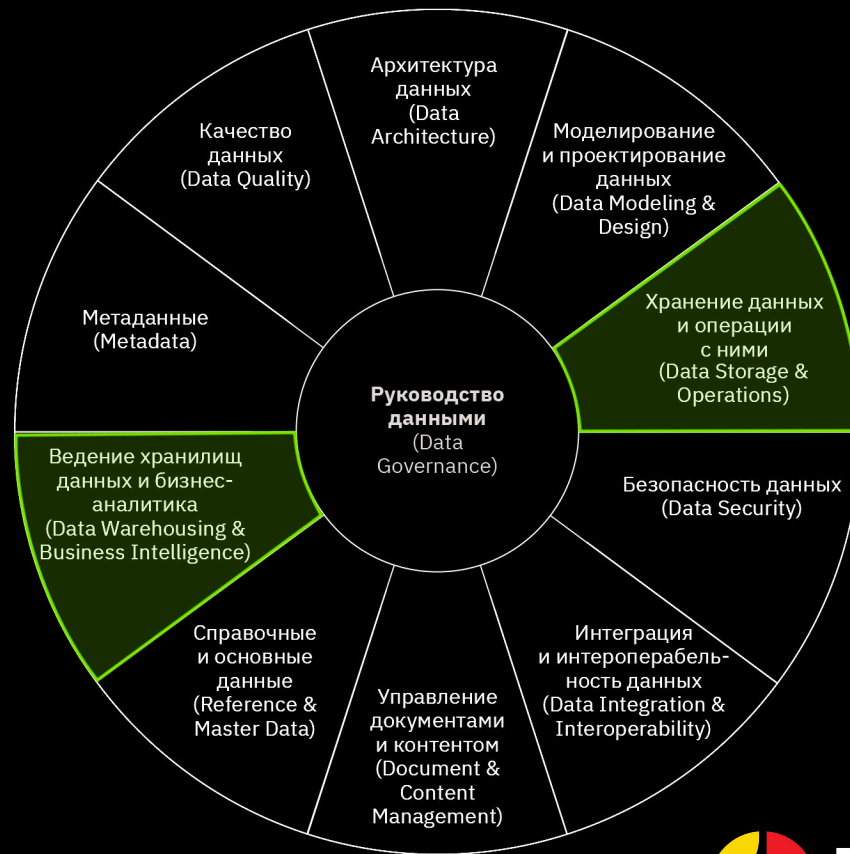 Архитектура
данных
(Data
Architecture)
Моделирование
и проектирование
данных
(Data Modeling &
Design)
Хранение данных
и операции
с ними
(Data Storage &
Operations)
Безопасность данных
(Data Security)
Интеграция
и интероперабель-
ность данных
(Data Integration &
Interoperability)
Управление
документами
и контентом
(Document &
Content
Management)
Справочные
и основные
данные
(Reference &
Master Data)
Ведение хранилищ
данных и бизнес-
аналитика
(Data Warehousing &
Business Intelligence)
Метаданные
(Metadata)
Качество
данных
(Data Quality)
Руководство
данными
(Data
Governance)